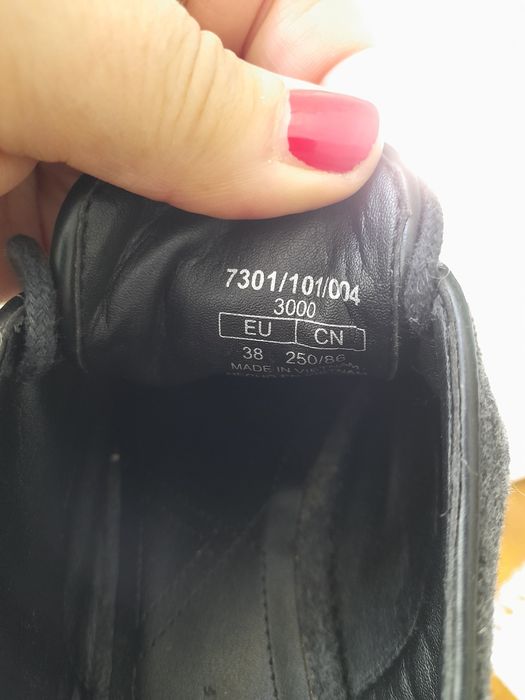 7301/101/004
3000
EU CN
38 250/86
MADE IN VIETNAM